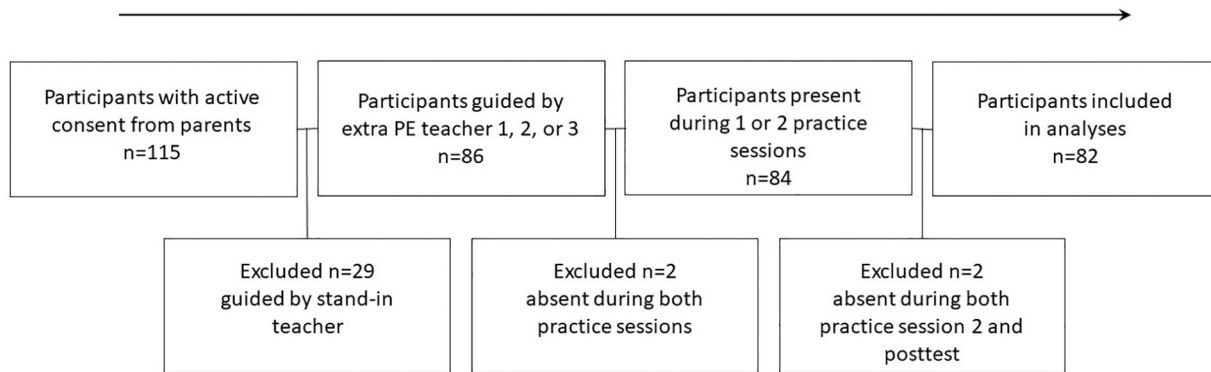 Participants with active
consent from parents
n=115
Participants guided by
extra PE teacher 1, 2, or 3
n=86
Participants present
during 1 or 2 practice
sessions
n=84
Participants included
in analyses
n=82
Excluded n=29
guided by stand-in
teacher
Excluded n=2
absent during both
practice sessions
Excluded n=2
absent during both
practice session 2 and
posttest